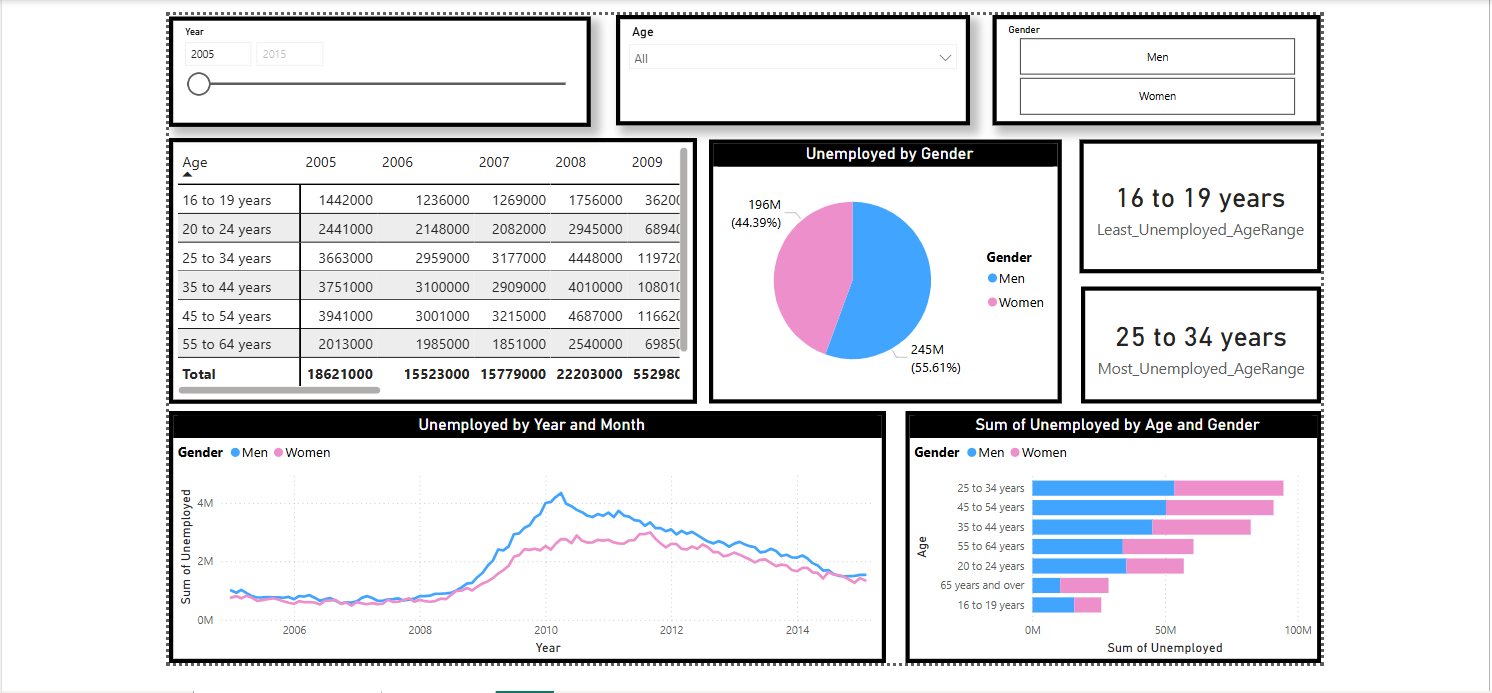 Year
2005 2015
Age
All
Gender
Men
Women
Age 2005 2006 2007 2008 2009
16 to 19 years 1442000 1236000 1269000 1756000 3620
20 to 24 years 2441000 2148000 2082000 2945000 6894
25 to 34 years 3663000 2959000 3177000 4448000 11972
35 to 44 years 3751000 3100000 2909000 4010000 10801
45 to 54 years 3941000 3001000 3215000 4687000 11662
55 to 64 years 2013000 1985000 1851000 2540000 6985
Total 18621000 15523000 15779000 22203000 55298
Unemployed by Gender
196M
(44.39%)
245M
(55.61%)
Gender
Men
Women
16 to 19 years
Least_Unemployed_AgeRange
25 to 34 years
Most_Unemployed_AgeRange
Unemployed by Year and Month
Gender Men Women
Sum of Unemployed
4M
2M
0M
2006 2008 2010 2012 2014
Year
Sum of Unemployed by Age and Gender
Gender Men Women
Age
25 to 34 years
45 to 54 years
35 to 44 years
55 to 64 years
20 to 24 years
65 years and over
16 to 19 years
0M 50M 100M
Sum of Unemployed